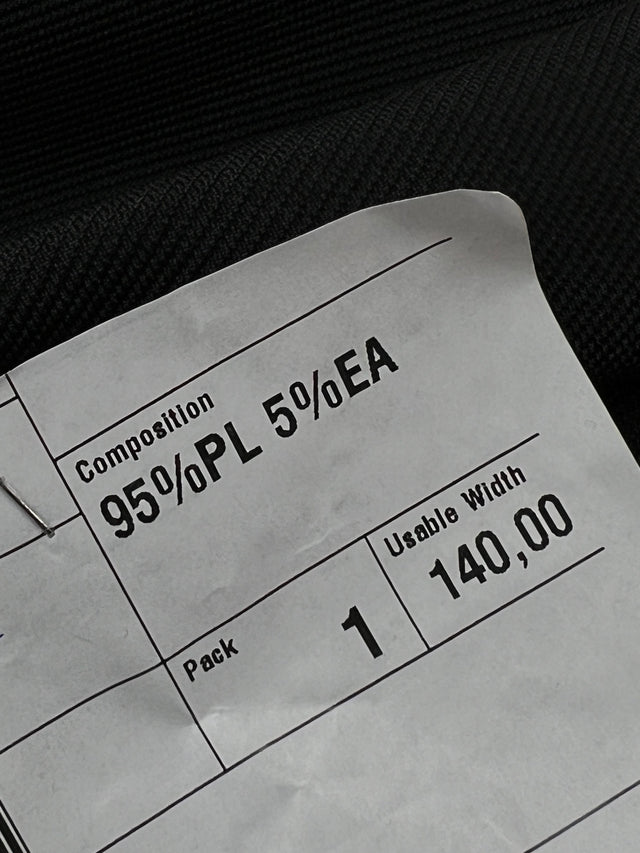 Composition
95%PL 5%EA
Usable Width
140,00
Pack
1